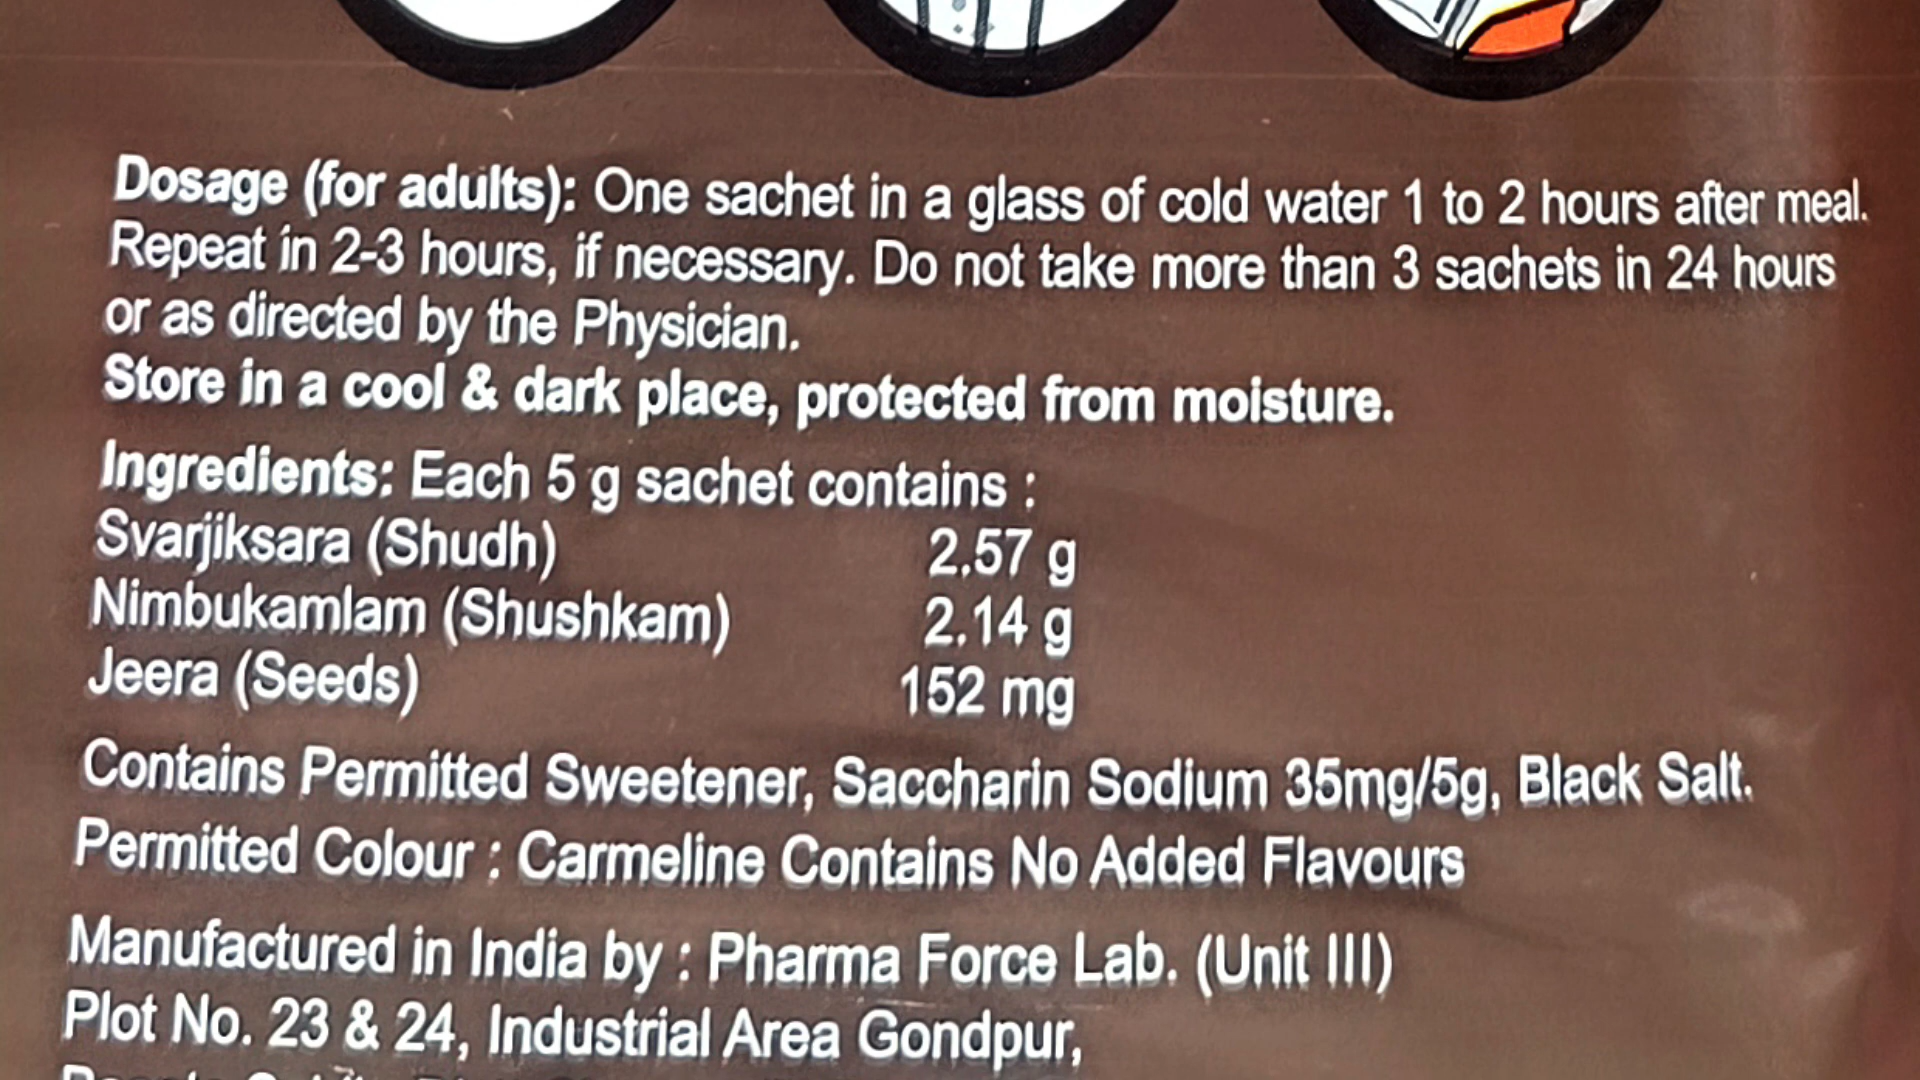 Dosage (for adults): One sachet in a glass of cold water 1 to 2 hours after meal.
Repeat in 2-3 hours, if necessary. Do not take more than 3 sachets in 24 hours
or as directed by the Physician.
Store in a cool & dark place, protected from moisture.
Ingredients: Each 5 g sachet contains :
Svarjiksara (Shudh) 2.57 g
Nimbukamlam (Shushkam) 2.14 g
Jeera (Seeds) 152 mg
Contains Permitted Sweetener, Saccharin Sodium 35mg/5g, Black Salt.
Permitted Colour : Carmeline Contains No Added Flavours
Manufactured in India by : Pharma Force Lab. (Unit III)
Plot No. 23 & 24, Industrial Area Gondpur,